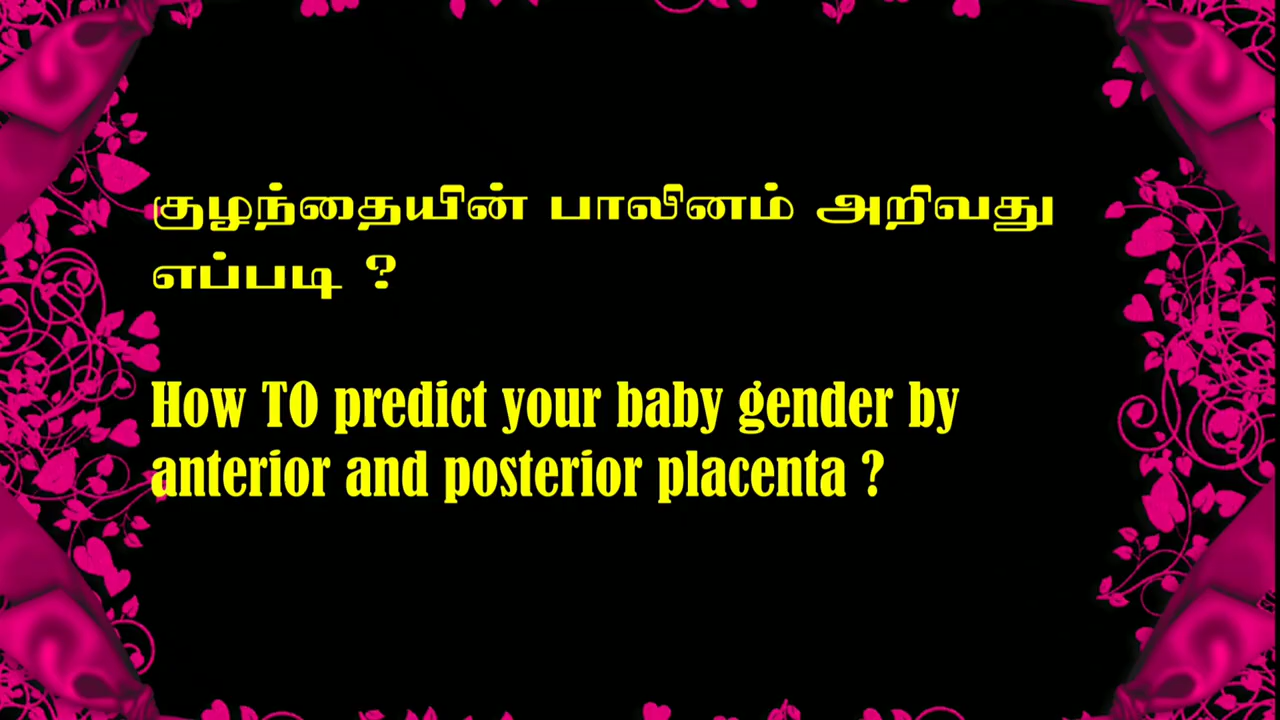 குழந்தையின் பாலினம் அறிவது
எப்படி ?
How TO predict your baby gender by
anterior and posterior placenta ?